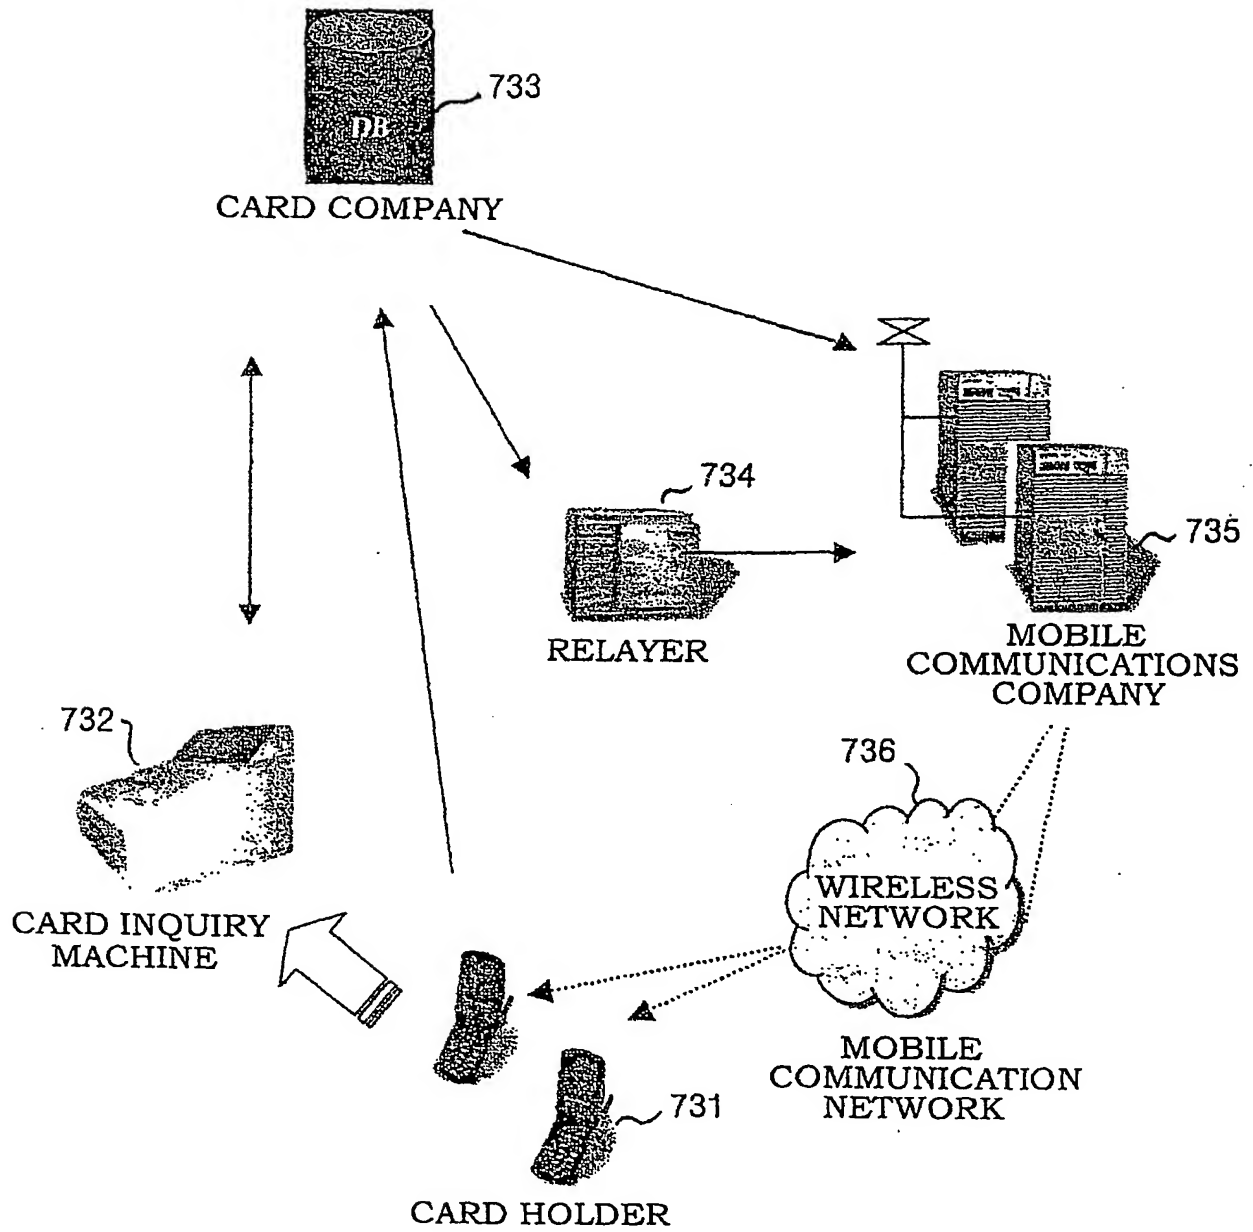 733
DB
CARD COMPANY
734
735
RELAYER
MOBILE
COMMUNICATIONS
COMPANY
732
736
WIRELESS
NETWORK
CARD INQUIRY
MACHINE
MOBILE
COMMUNICATION
NETWORK
731
CARD HOLDER